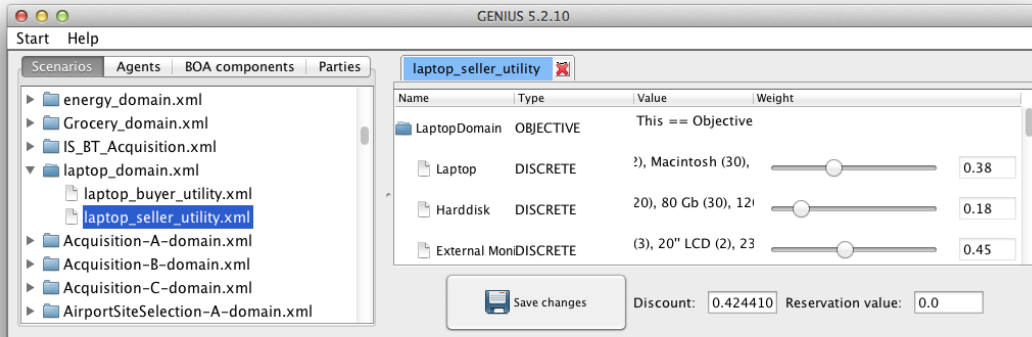 GENIUS 5.2.10
Start Help
Scenarios Agents BOA components Parties
energy_domain.xml
Grocery_domain.xml
IS_BT_Acquisition.xml
laptop_domain.xml
laptop_buyer_utility.xml
laptop_seller_utility.xml
Acquisition-A-domain.xml
Acquisition-B-domain.xml
Acquisition-C-domain.xml
AirportSiteSelection-A-domain.xml
laptop_seller_utility
Name Type Value Weight
LaptopDomain OBJECTIVE This == Objective
Laptop DISCRETE 2), Macintosh (30), 0.38
Harddisk DISCRETE 20), 80 Gb (30), 120 0.18
External Moni DISCRETE (3), 20" LCD (2), 23 0.45
Save changes Discount: 0.424410 Reservation value: 0.0